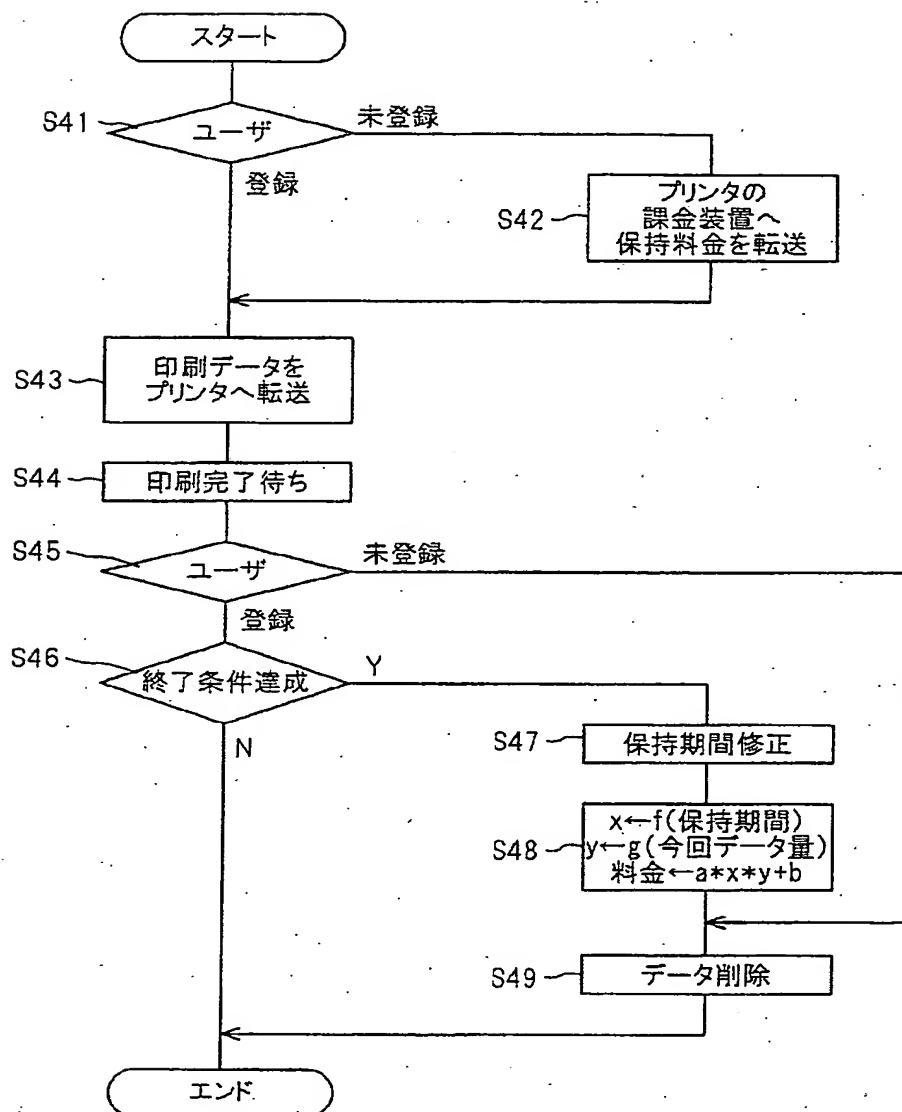 スタート
S41
ユーザ
未登録
登録
S42
プリンタの
課金装置へ
保持料金を転送
S43
印刷データを
プリンタへ転送
S44
印刷完了待ち
S45
ユーザ
未登録
登録
S46
終了条件達成
Y
N
S47
保持期間修正
S48
x←f(保持期間)
y←g(今回データ量)
料金←a*x*y+b
S49
データ削除
エンド